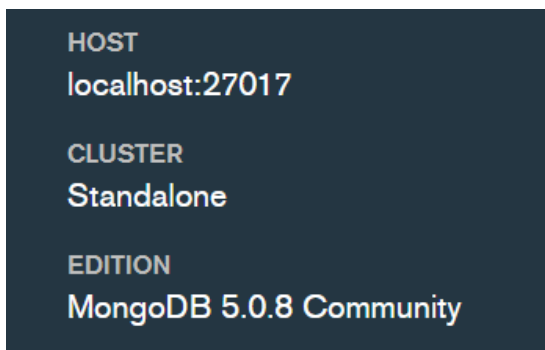 HOST
localhost:27017
CLUSTER
Standalone
EDITION
MongoDB 5.0.8 Community